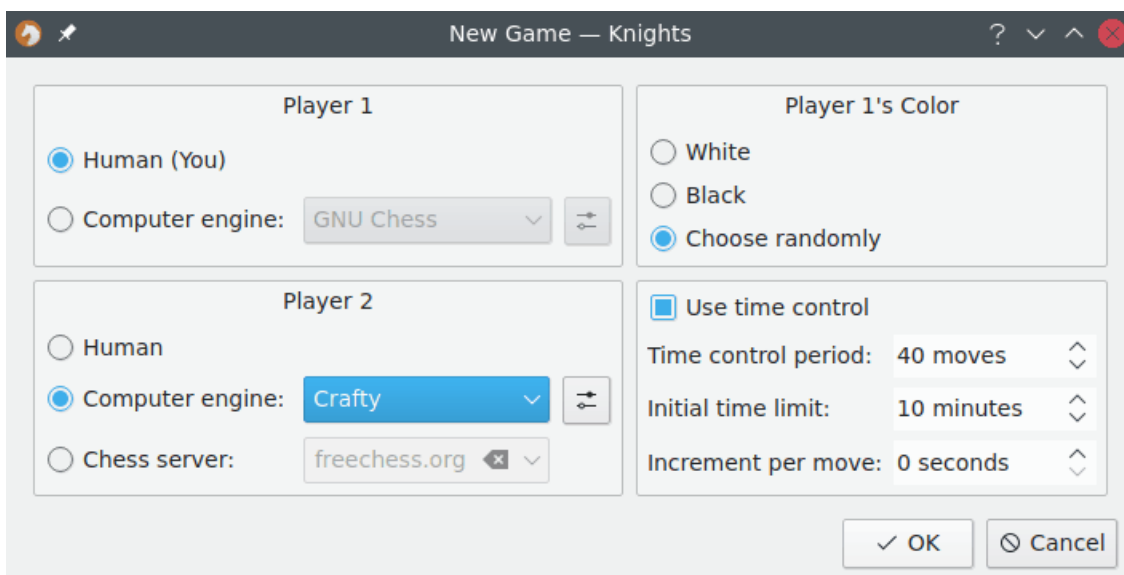 New Game — Knights
Player 1
Human (You)
Computer engine: GNU Chess
Player 1's Color
White
Black
Choose randomly
Player 2
Human
Computer engine: Crafty
Chess server: freechess.org
Use time control
Time control period: 40 moves
Initial time limit: 10 minutes
Increment per move: 0 seconds
OK
Cancel